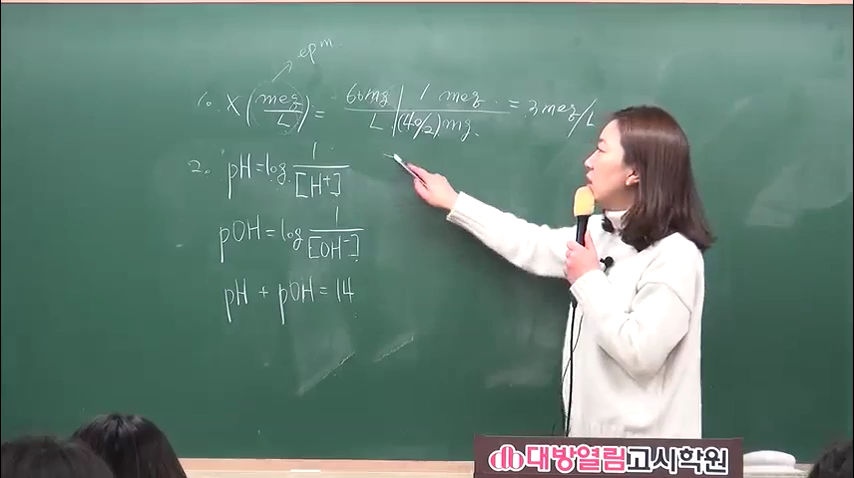 epm
1. X(meq/L) = 60mg/L | 1 meq/(40/2)mg = 3meq/L
2. pH=log 1/[H⁺]
pOH=log 1/[OH⁻]
pH + pOH = 14
대방열림고시학원